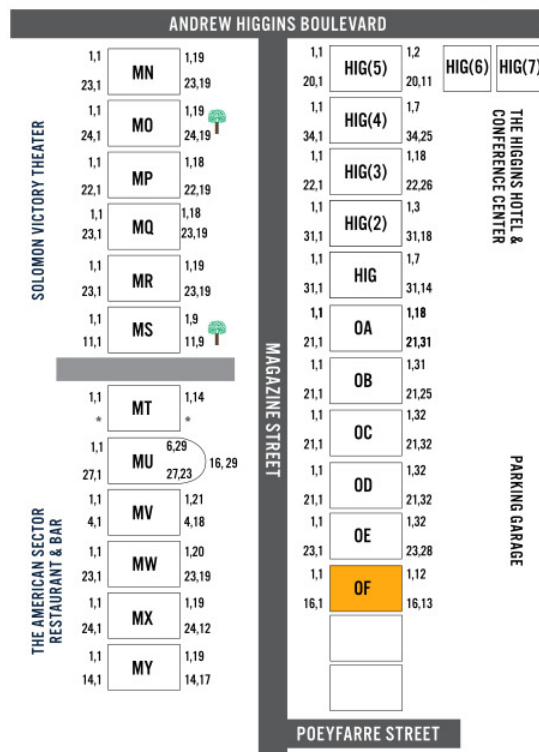 ANDREW HIGGINS BOULEVARD
SOLOMON VICTORY THEATER
1,1 MN 1,19
23,1 23,19
1,1 MO 1,19
24,1 24,19
1,1 MP 1,18
22,1 22,19
1,1 MQ 1,18
23,1 23,19
1,1 MR 1,19
23,1 23,19
1,1 MS 1,9
11,1 11,9
THE AMERICAN SECTOR
RESTAURANT & BAR
1,1 MT 1,14
* *
1,1 MU 6,29
16,29
27,1 27,23
1,1 MV 1,21
4,1 4,18
1,1 MW 1,20
23,1 23,19
1,1 MX 1,19
24,1 24,12
1,1 MY 1,19
14,1 14,17
MAGAZINE STREET
1,1 HIG(5) 1,2
20,1 20,11
HIG(6) HIG(7)
1,1 HIG(4) 1,7
34,1 34,25
1,1 HIG(3) 1,18
22,1 22,26
1,1 HIG(2) 1,3
31,1 31,18
1,1 HIG 1,7
31,1 31,14
1,1 OA 1,18
21,1 21,31
1,1 OB 1,31
21,1 21,25
1,1 OC 1,32
21,1 21,32
1,1 OD 1,32
21,1 21,32
1,1 OE 1,32
23,1 23,28
1,1 OF 1,12
16,1 16,13
THE HIGGINS HOTEL &
CONFERENCE CENTER
PARKING GARAGE
POEYFARRE STREET